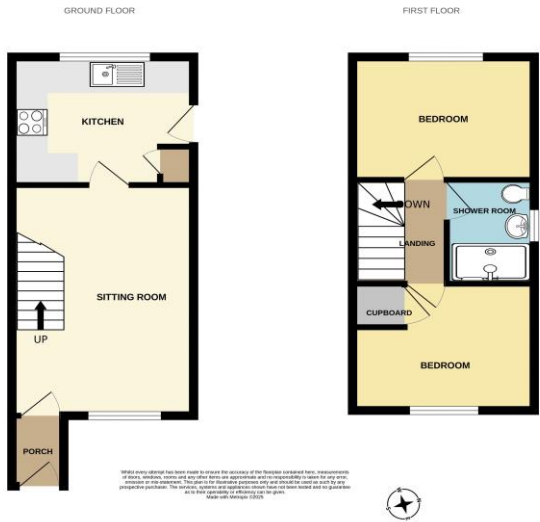 GROUND FLOOR
FIRST FLOOR
KITCHEN
SITTING ROOM
UP
PORCH
BEDROOM
OWN
SHOWER ROOM
LANDING
CUPBOARD
BEDROOM
Whilst every attempt has been made to ensure the accuracy of the floorplan contained here, measurements
of doors, windows, rooms and any other items are approximate and no responsibility is taken for any error,
omission or mis-statement. This plan is for illustrative purposes only and should be used as such by any
prospective purchaser. The services, systems and appliances shown have not been tested and no guarantee
as to their operability or efficiency can be given.
Made with Metropix ©2025